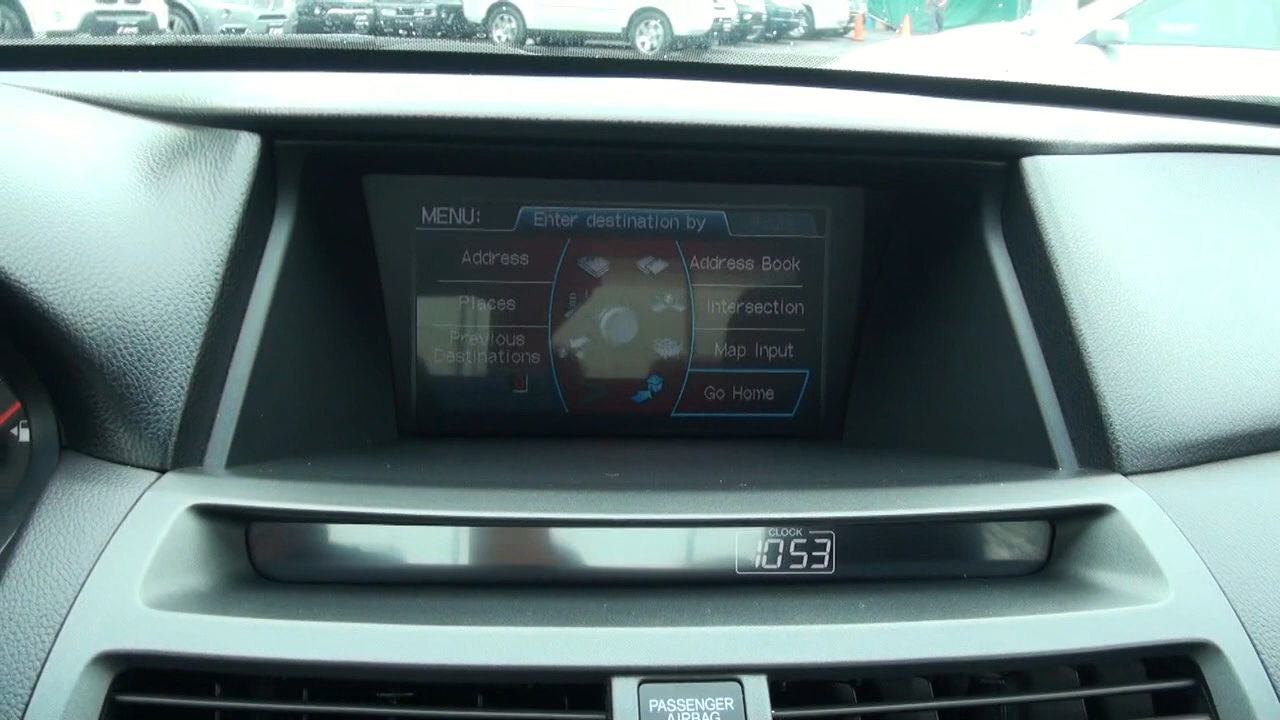 MENU: Enter destination by
Address
Address Book
Places
Intersection
Previous
Destinations
Map Input
Go Home
CLOCK
10 53
PASSENGER
AIRBAG